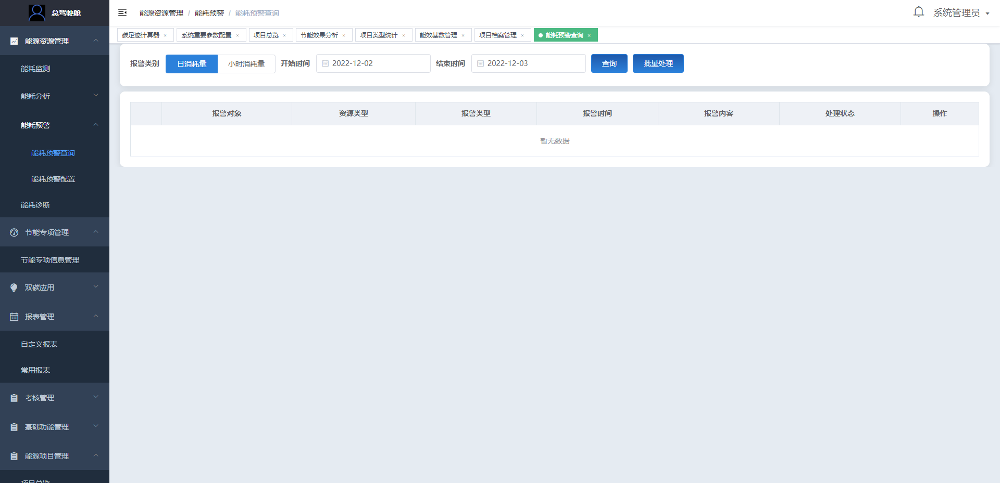 总驾驶舱
能源资源管理
能耗监测
能耗分析
能耗预警
能耗预警查询
能耗预警配置
能耗诊断
节能专项管理
节能专项信息管理
双碳应用
报表管理
自定义报表
常用报表
考核管理
基础功能管理
能源项目管理
项目总览
能源资源管理 / 能耗预警 / 能耗预警查询
系统管理员
碳足迹计算器 × 系统重要参数配置 × 项目总览 × 节能效果分析 × 项目类型统计 × 能效基数管理 × 项目档案管理 × 能耗预警查询 ×
报警类别 日消耗量 小时消耗量 开始时间 2022-12-02 结束时间 2022-12-03 查询 批量处理
报警对象 资源类型 报警类型 报警时间 报警内容 处理状态 操作
暂无数据